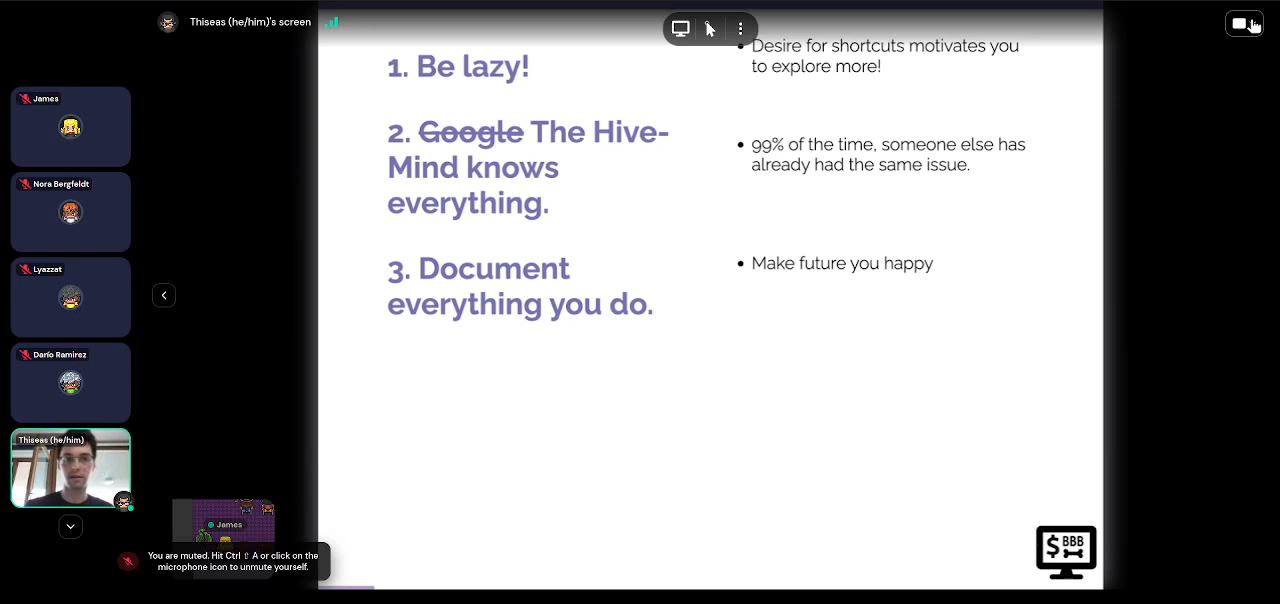 Thiseas (he/him)'s screen
James
Nora Bergfeldt
Lyazzat
Darío Ramirez
Thiseas (he/him)
1. Be lazy!
Desire for shortcuts motivates you
to explore more!
2. Google The Hive-
Mind knows
everything.
99% of the time, someone else has
already had the same issue.
3. Document
everything you do.
Make future you happy
James
You are muted. Hit Ctrl ⇧ A or click on the
microphone icon to unmute yourself.
$ BBB